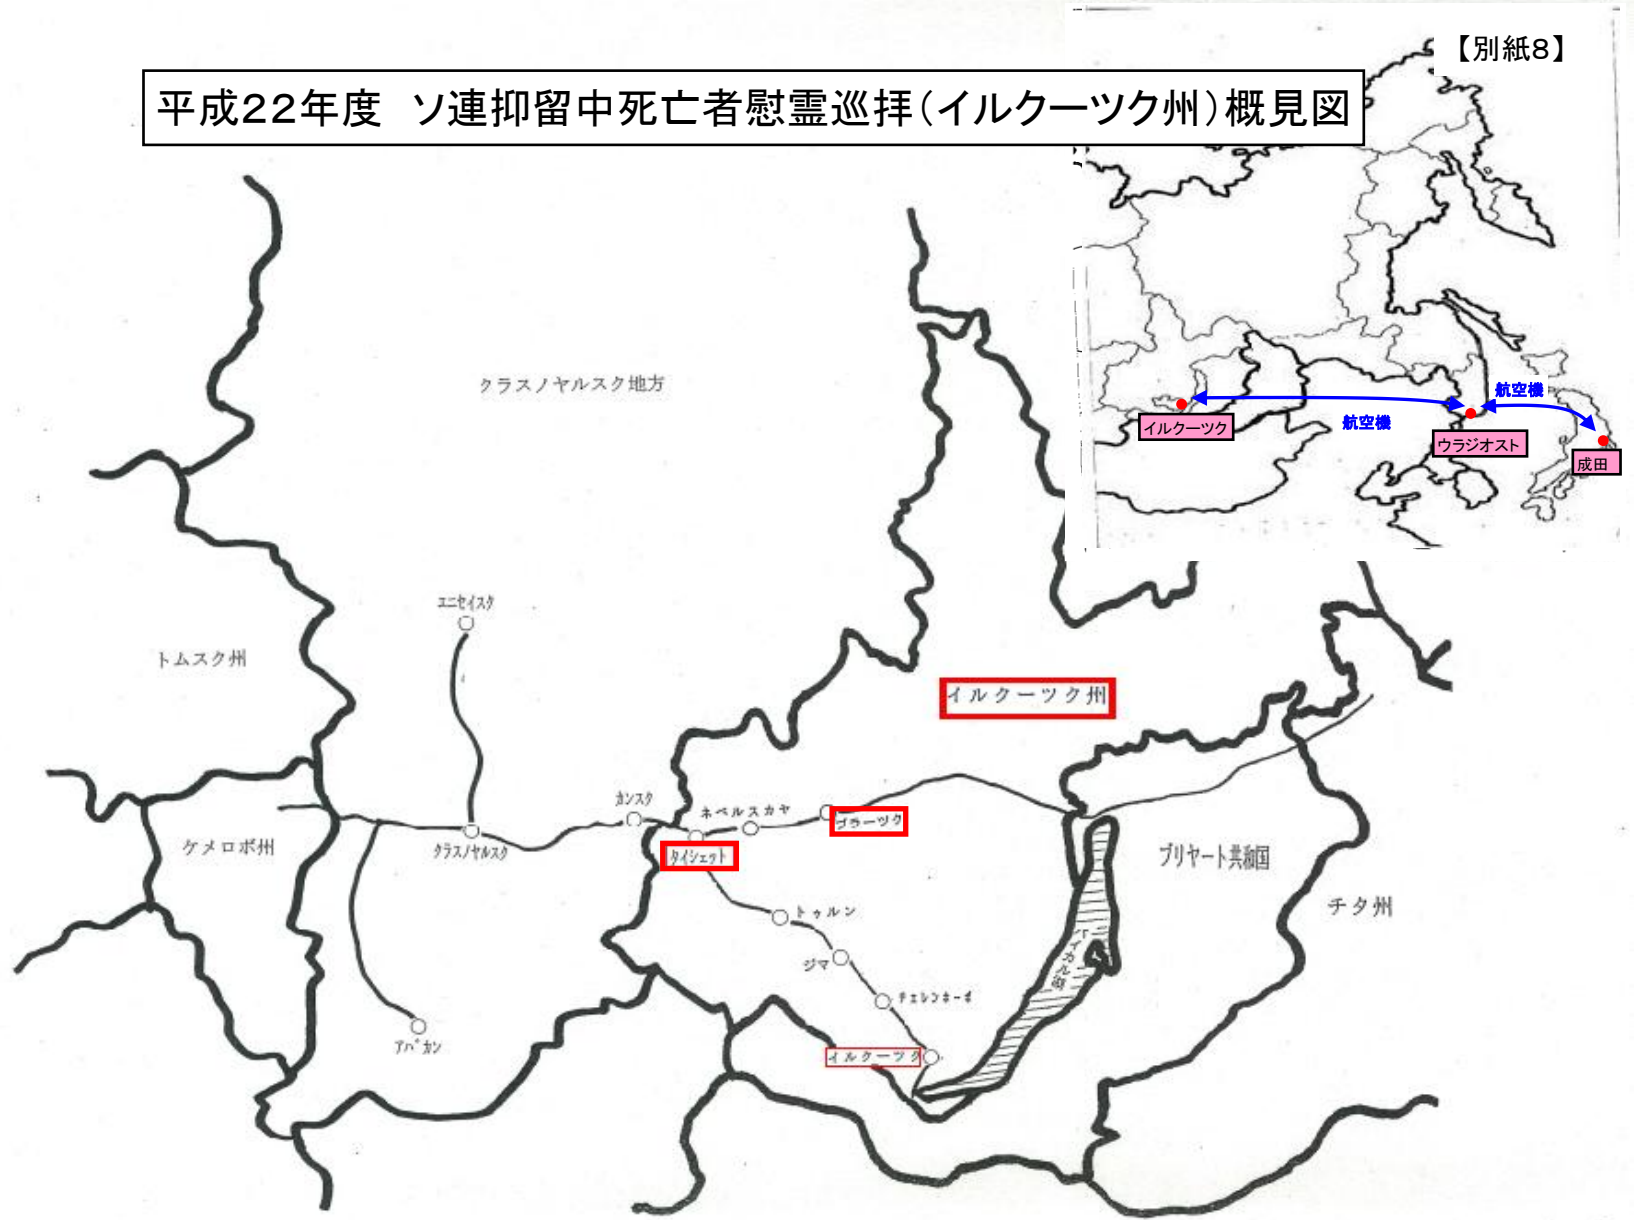 【別紙8】
平成22年度 ソ連抑留中死亡者慰霊巡拝(イルクーツク州)概見図
航空機
航空機
イルクーツク
ウラジオスト
成田
クラスノヤルスク地方
エニセイスク
トムスク州
イルクーツク州
カンスク
ネベルスカヤ
ブラーツク
ケメロボ州
クラスノヤルスク
タイシェット
ブリヤート共和国
チタ州
トゥルン
バイカル湖
ジマ
チェレンホーボ
アバカン
イルクーツク